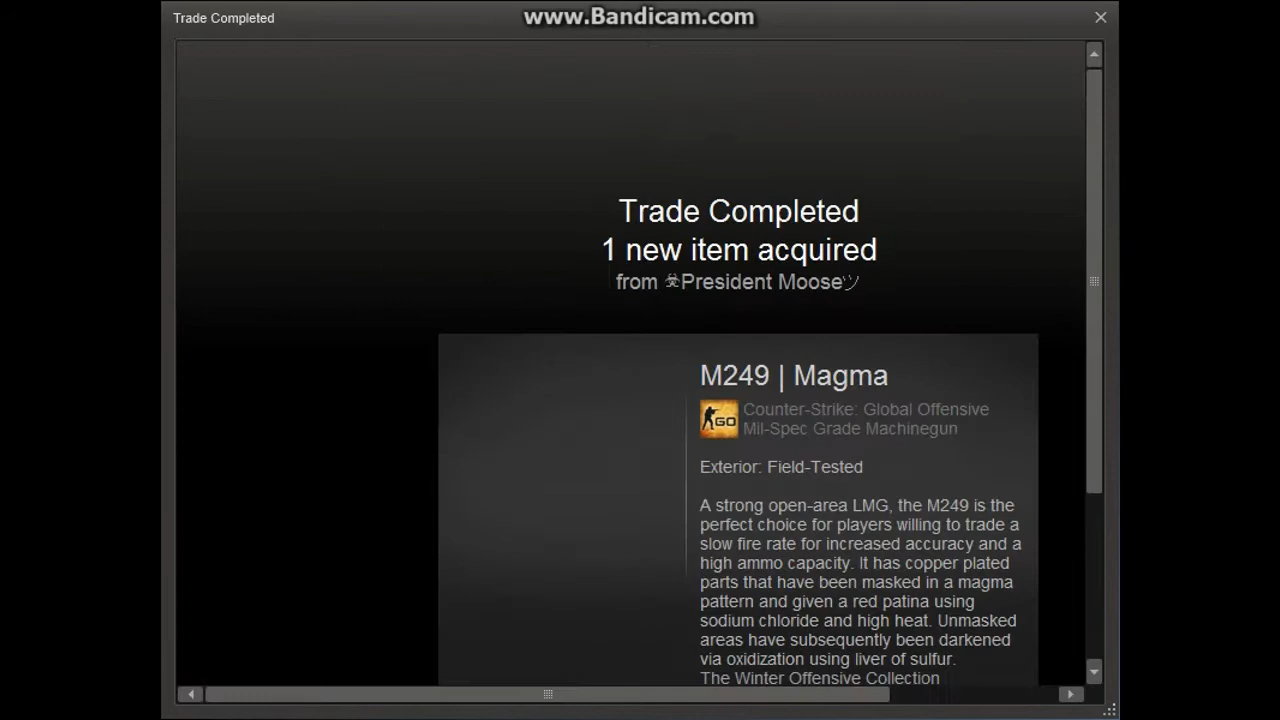 www.Bandicam.com
Trade Completed
Trade Completed
1 new item acquired
from ☣President Mooseツ
M249 | Magma
GO
Counter-Strike: Global Offensive
Mil-Spec Grade Machinegun
Exterior: Field-Tested
A strong open-area LMG, the M249 is the
perfect choice for players willing to trade a
slow fire rate for increased accuracy and a
high ammo capacity. It has copper plated
parts that have been masked in a magma
pattern and given a red patina using
sodium chloride and high heat. Unmasked
areas have subsequently been darkened
via oxidization using liver of sulfur.
The Winter Offensive Collection